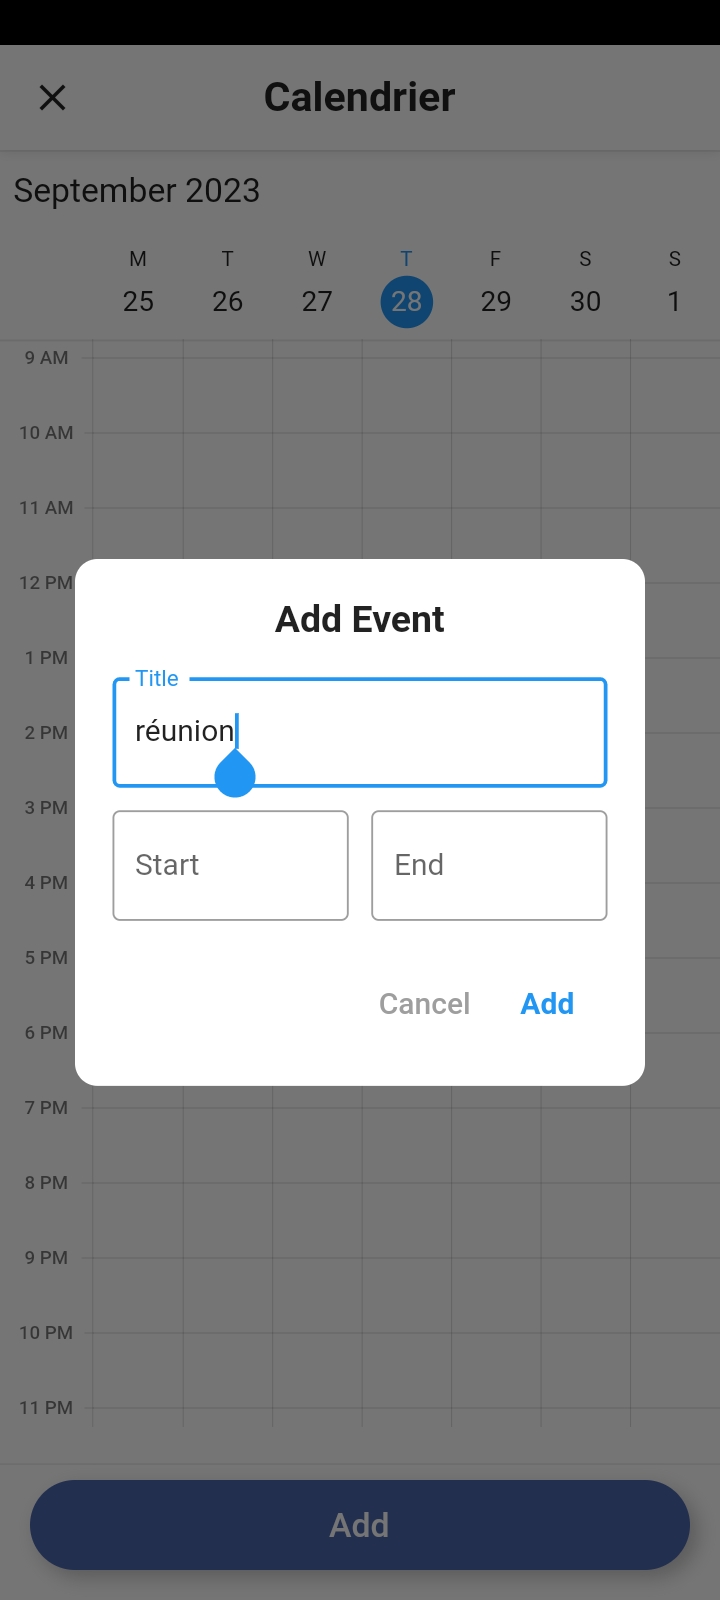 Calendrier
September 2023
M T W T F S S
25 26 27 28 29 30 1
9 AM
10 AM
11 AM
12 PM
Add Event
Title
1 PM
réunion
2 PM
3 PM
Start End
4 PM
5 PM
Cancel Add
6 PM
7 PM
8 PM
9 PM
10 PM
11 PM
Add